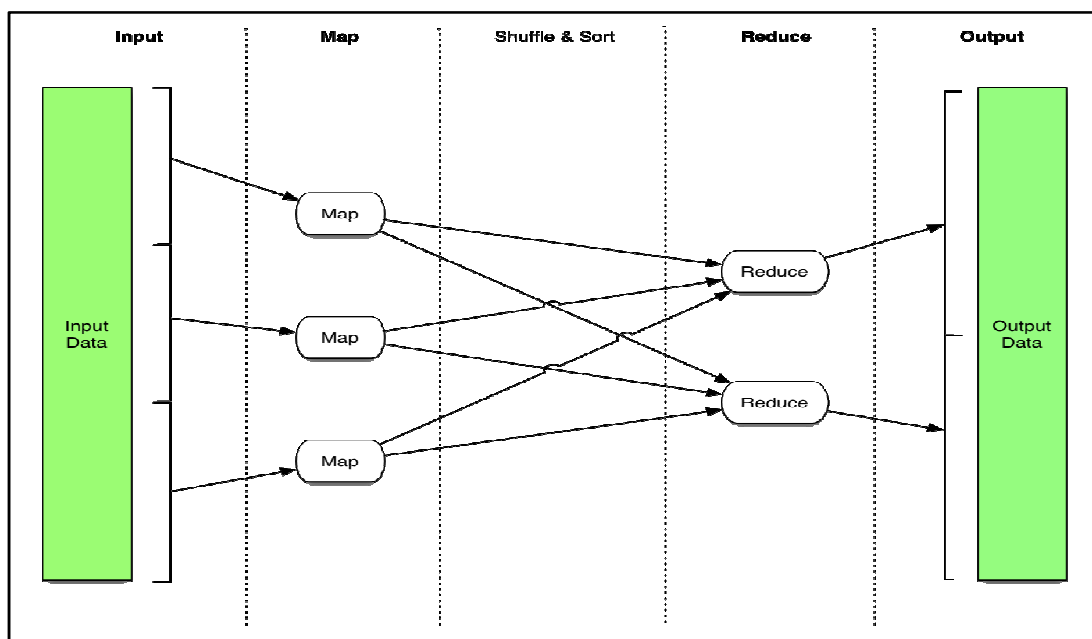 Input
Map
Shuffle & Sort
Reduce
Output
Map
Reduce
Input
Data
Map
Output
Data
Reduce
Map